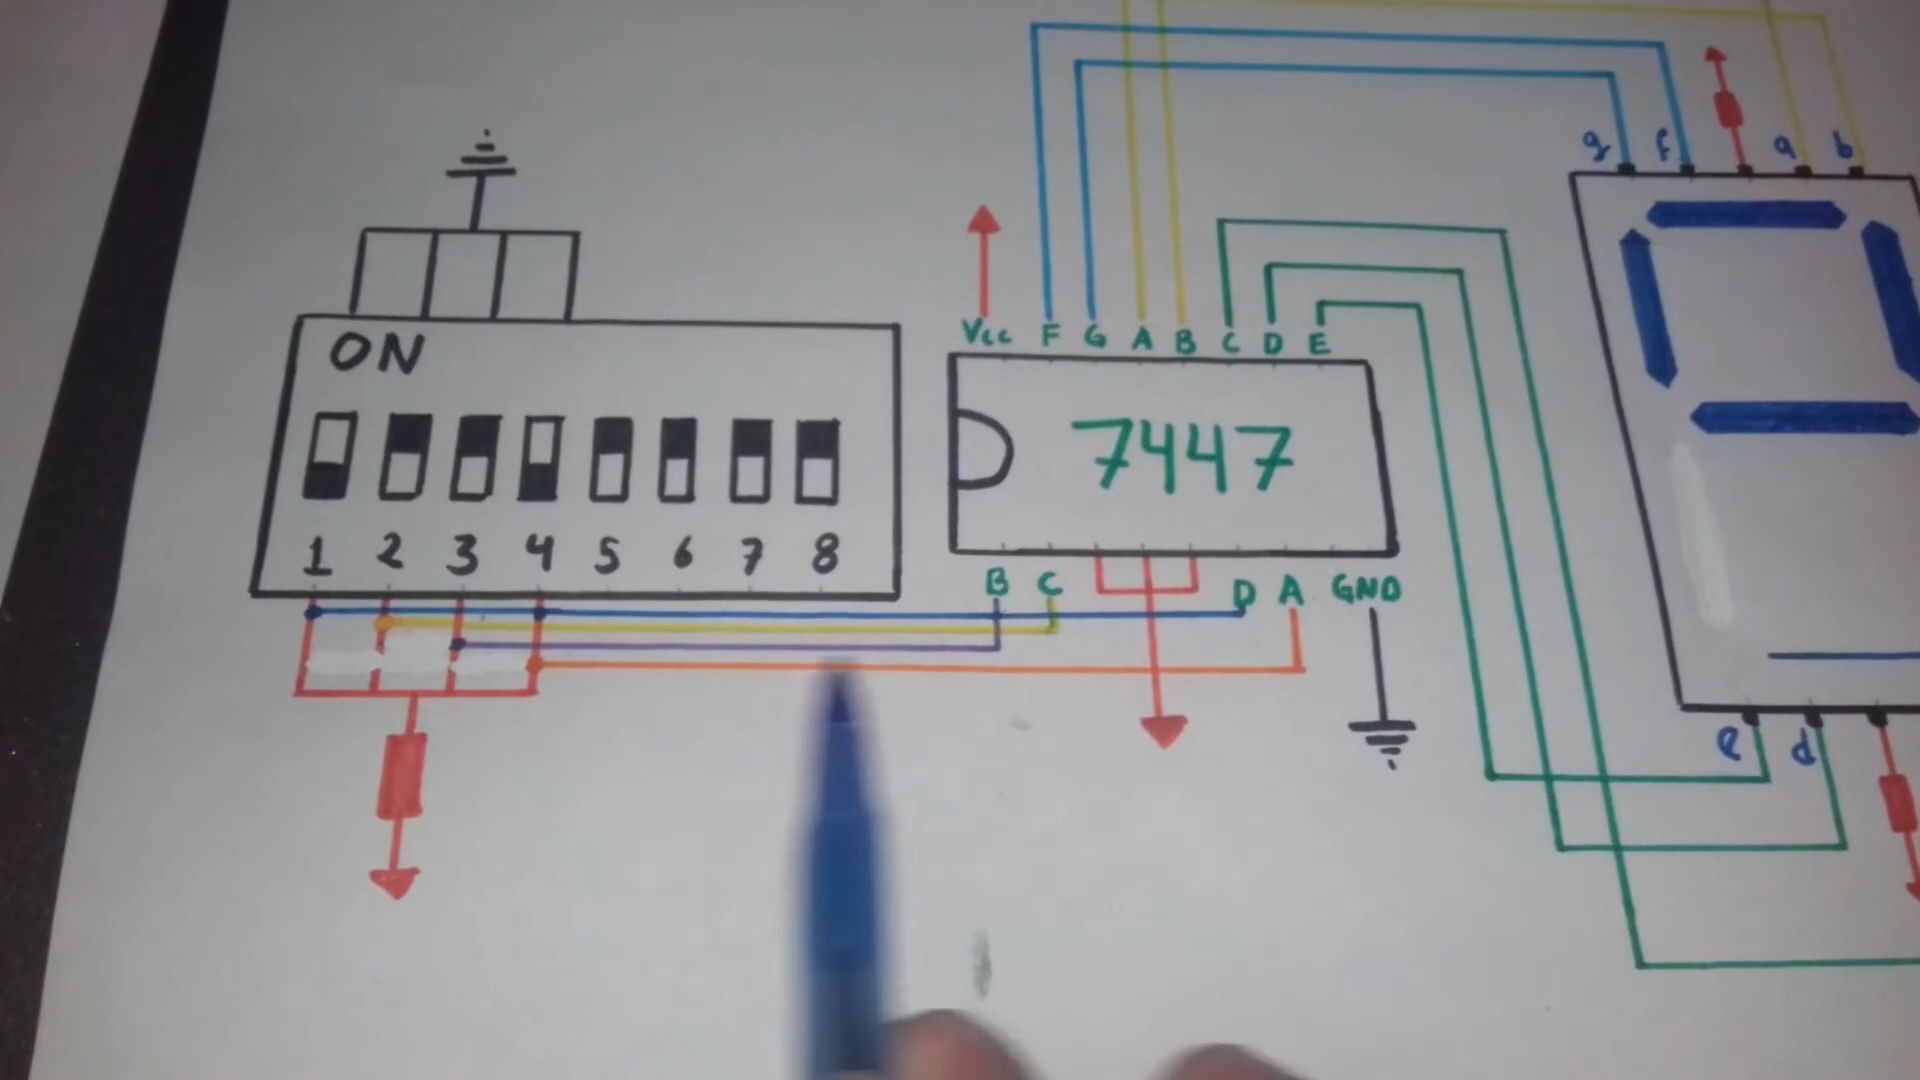 g f a b
Vcc F G A B C D E
ON
7447
1 2 3 4 5 6 7 8
B C D A GND
e d